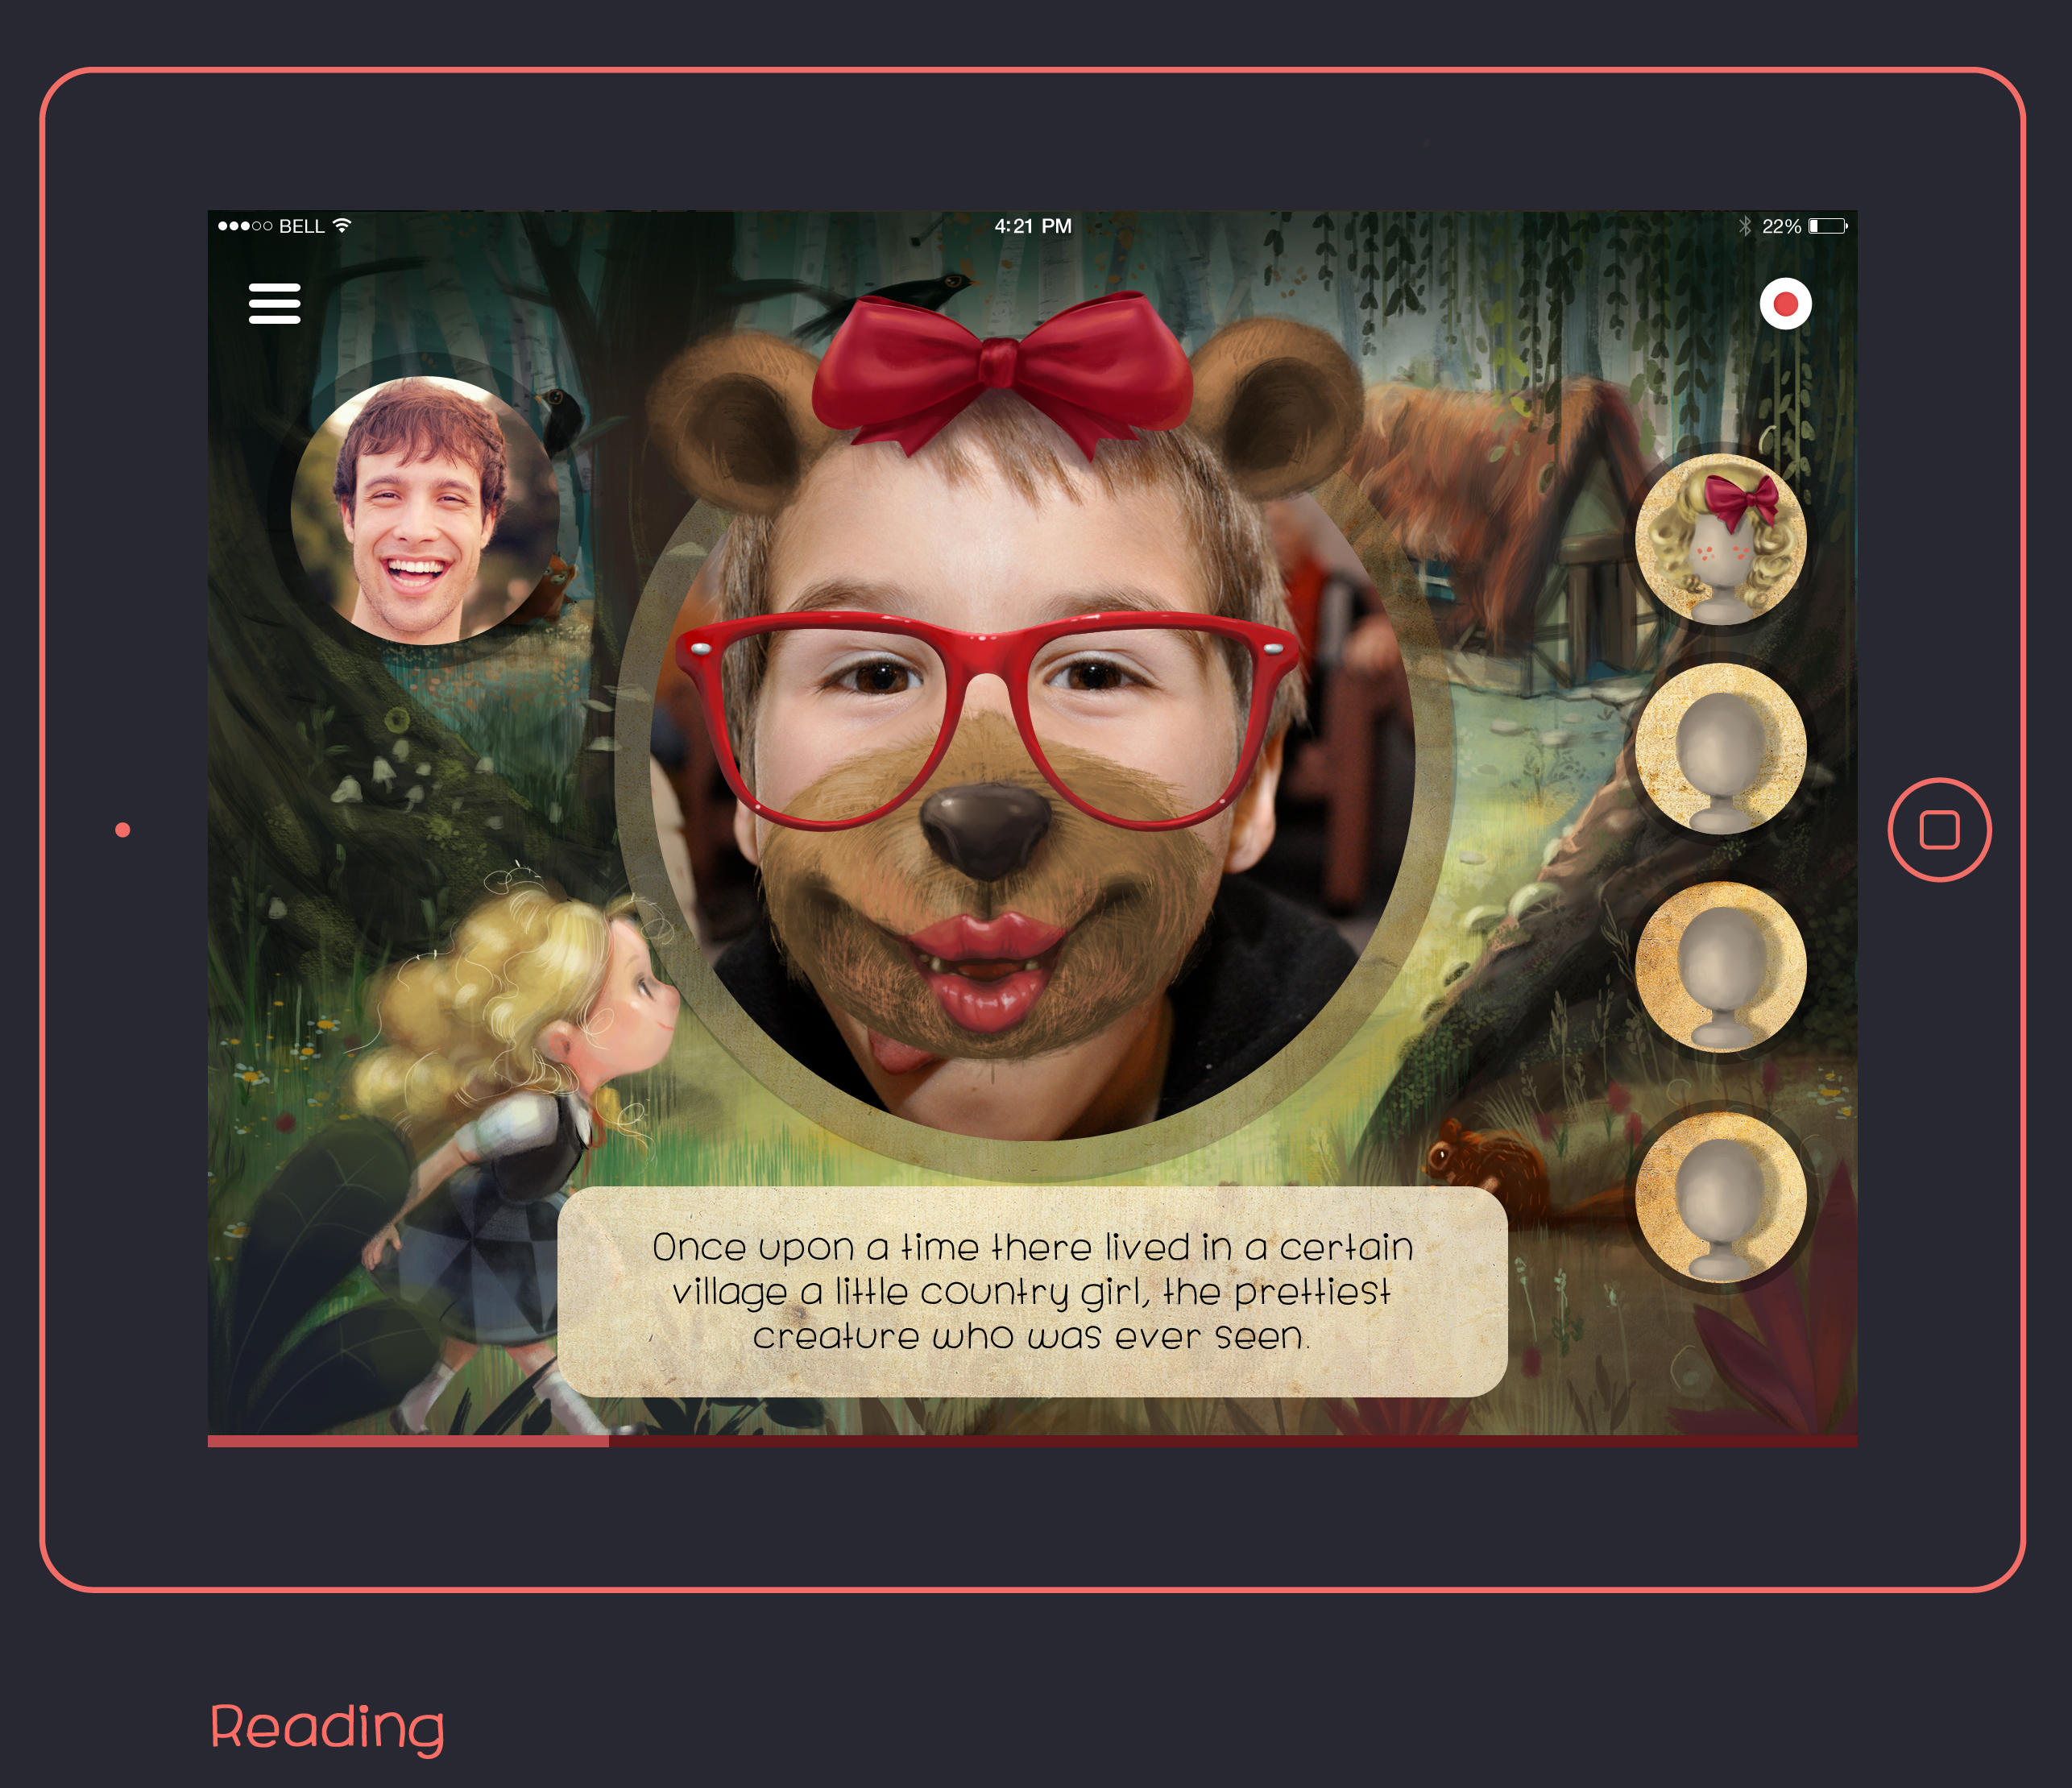 BELL
4:21 PM
22%
Once upon a time there lived in a certain
village a little country girl, the prettiest
creature who was ever seen.
Reading